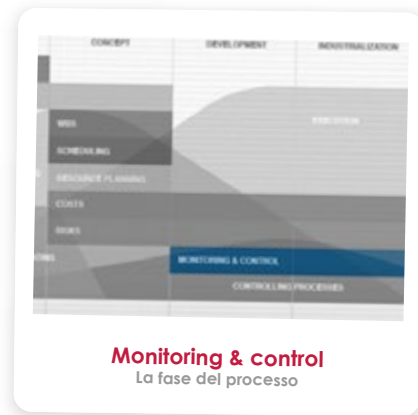 CONCEPT
DEVELOPMENT
INDUSTRIALIZATION
EXECUTION
WBS
SCHEDULING
RESOURCE PLANNING
COSTS
RISKS
MONITORING & CONTROL
CONTROLLING PROCESSES
Monitoring & control
La fase del processo